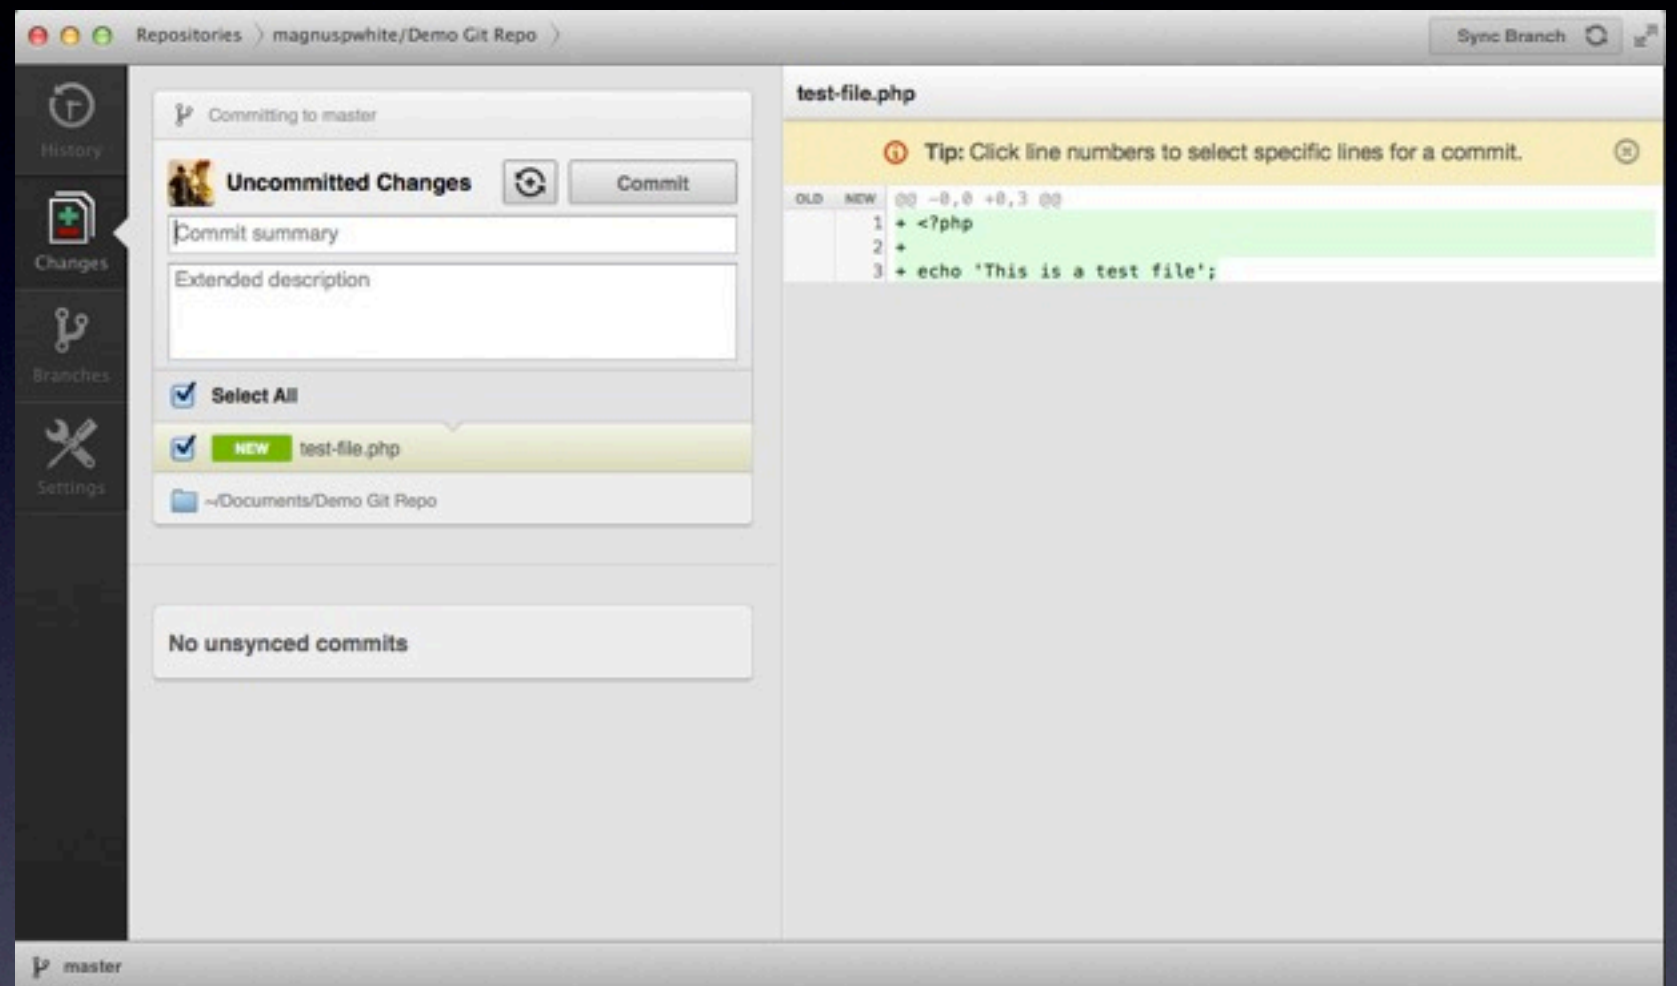 Repositories magnuspwhite/Demo Git Repo
Sync Branch
History
Changes
Branches
Settings
Committing to master
Uncommitted Changes
Commit
Commit summary
Extended description
Select All
NEW test-file.php
~/Documents/Demo Git Repo
No unsynced commits
test-file.php
Tip: Click line numbers to select specific lines for a commit.
OLD NEW @@ -0,0 +0,3 @@
1 + <?php
2 +
3 + echo 'This is a test file';
master